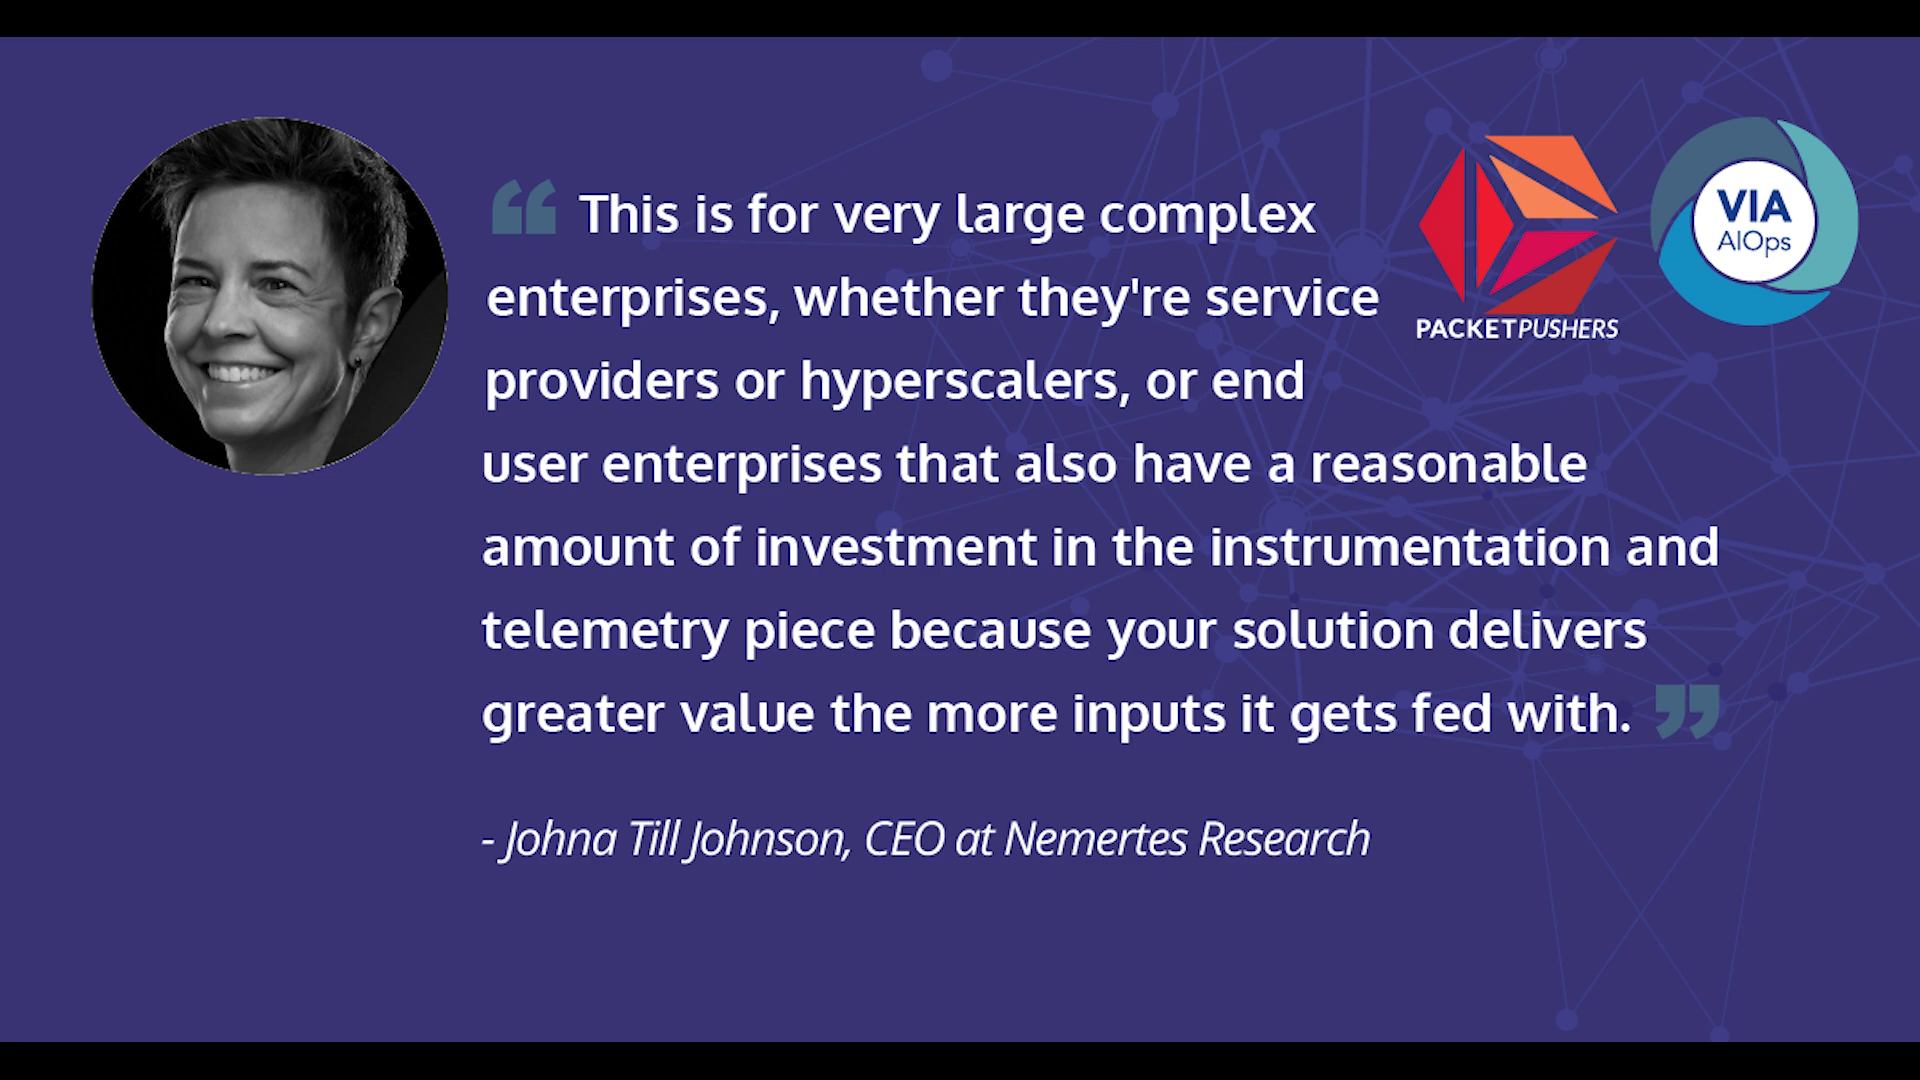 “ This is for very large complex
enterprises, whether they're service
providers or hyperscalers, or end
user enterprises that also have a reasonable
amount of investment in the instrumentation and
telemetry piece because your solution delivers
greater value the more inputs it gets fed with. ”
- Johna Till Johnson, CEO at Nemertes Research
PACKETPUSHERS
VIA
AIOps